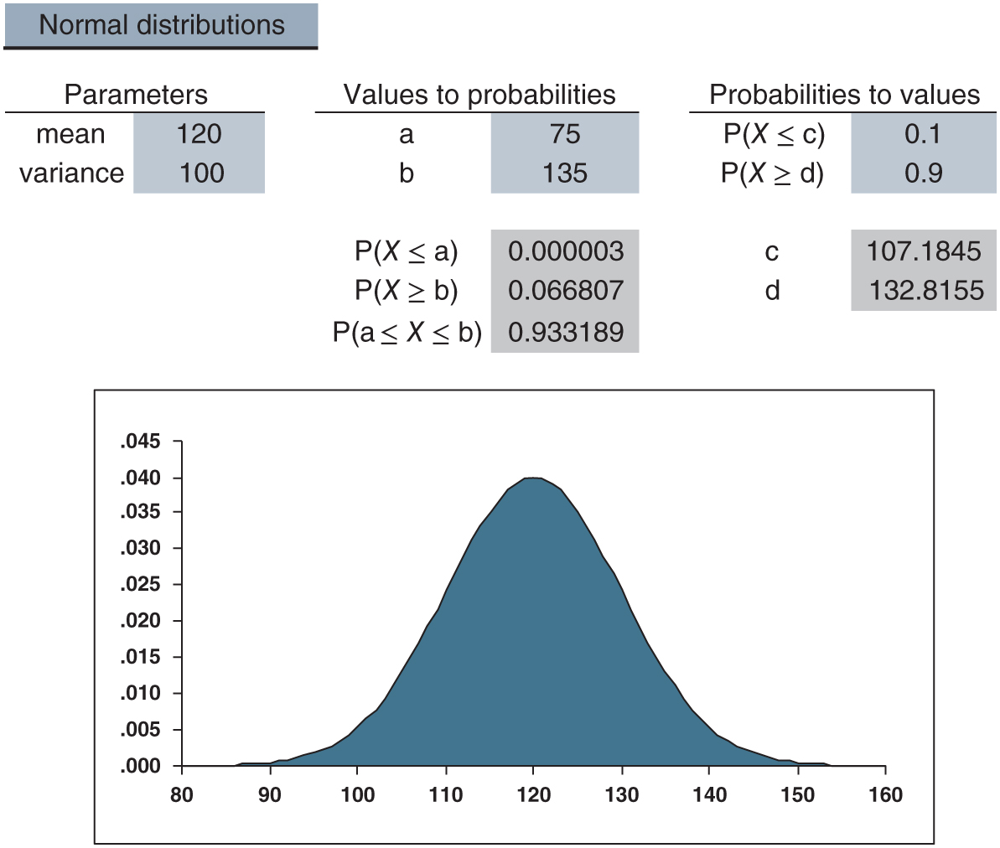 Normal distributions
Parameters
mean 120
variance 100
Values to probabilities
a 75
b 135
P(X ≤ a) 0.000003
P(X ≥ b) 0.066807
P(a ≤ X ≤ b) 0.933189
Probabilities to values
P(X ≤ c) 0.1
P(X ≥ d) 0.9
c 107.1845
d 132.8155
.045
.040
.035
.030
.025
.020
.015
.010
.005
.000
80 90 100 110 120 130 140 150 160